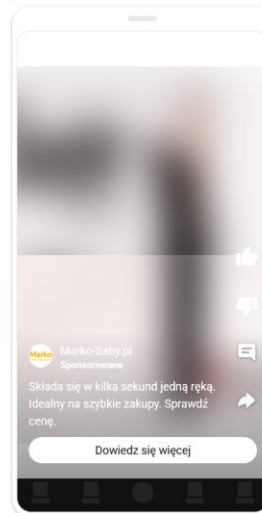 Marko
Marko-Baby.pl
Sponsorowane
Składa się w kilka sekund jedną ręką.
Idealny na szybkie zakupy. Sprawdź
cenę.
Dowiedz się więcej